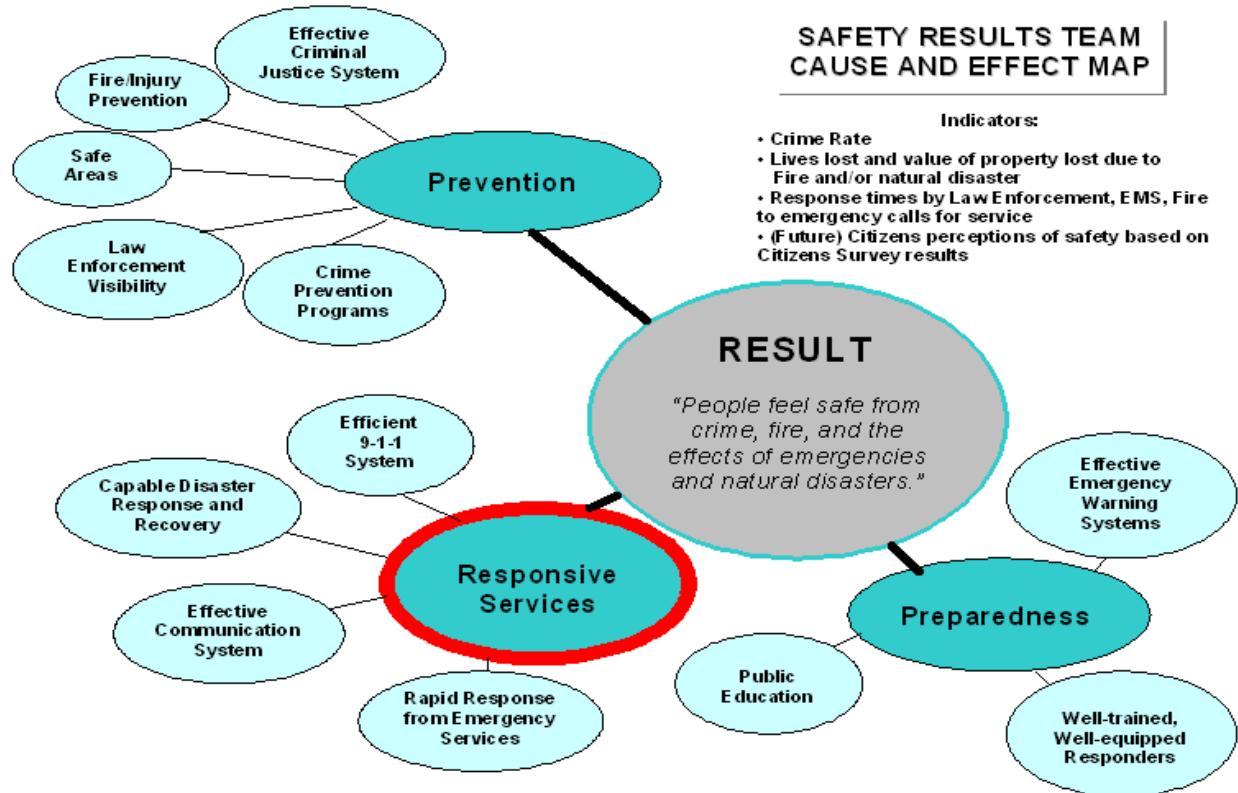 SAFETY RESULTS TEAM
CAUSE AND EFFECT MAP
Indicators:
• Crime Rate
• Lives lost and value of property lost due to
Fire and/or natural disaster
• Response times by Law Enforcement, EMS, Fire
to emergency calls for service
• (Future) Citizens perceptions of safety based on
Citizens Survey results
Effective
Criminal
Justice System
Fire/Injury
Prevention
Safe
Areas
Law
Enforcement
Visibility
Crime
Prevention
Programs
Prevention
RESULT
“People feel safe from
crime, fire, and the
effects of emergencies
and natural disasters.”
Efficient
9-1-1
System
Capable Disaster
Response and
Recovery
Effective
Communication
System
Rapid Response
from Emergency
Services
Responsive
Services
Effective
Emergency
Warning
Systems
Preparedness
Public
Education
Well-trained,
Well-equipped
Responders